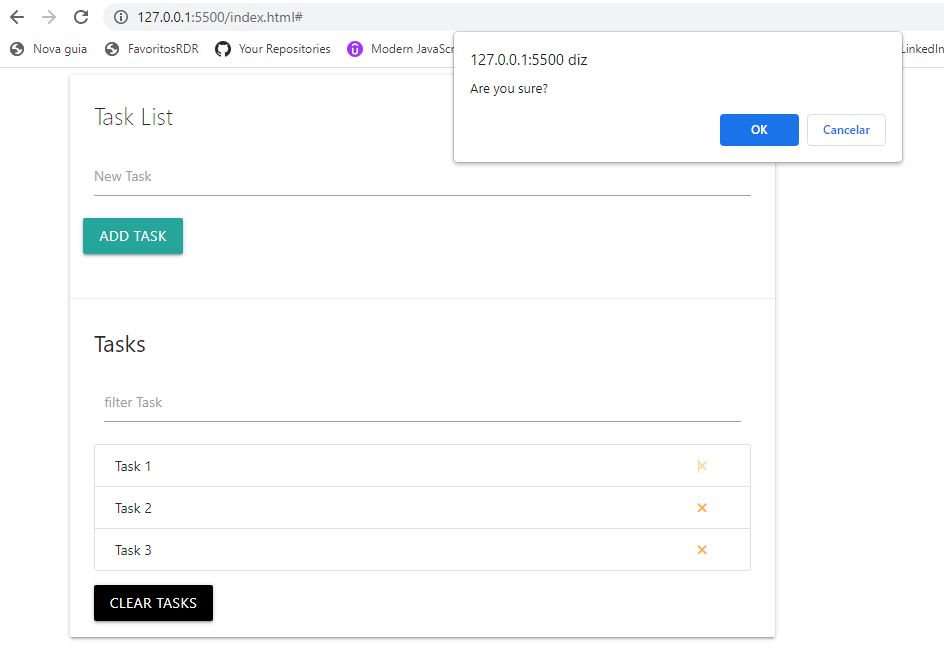 127.0.0.1:5500/index.html#
Nova guia FavoritosRDR Your Repositories Modern JavaScr LinkedIn
127.0.0.1:5500 diz
Are you sure?
OK Cancelar
Task List
New Task
ADD TASK
Tasks
filter Task
Task 1
Task 2
Task 3
CLEAR TASKS